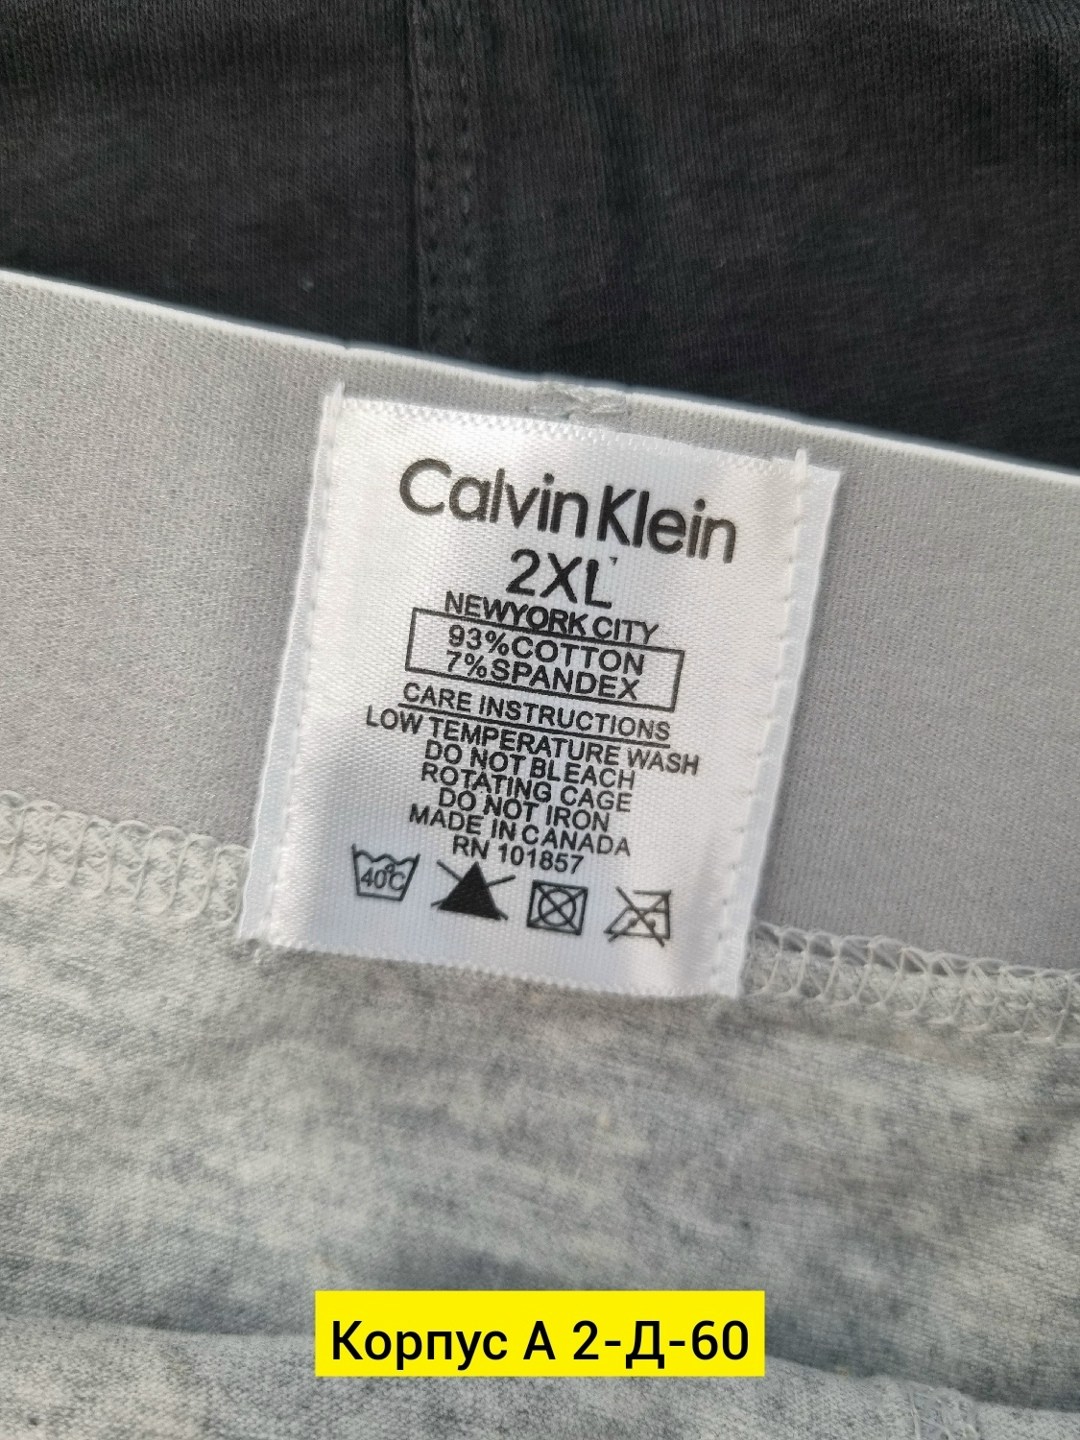 Calvin Klein
2XL
NEWYORK CITY
93%COTTON
7%SPANDEX
CARE INSTRUCTIONS
LOW TEMPERATURE WASH
DO NOT BLEACH
ROTATING CAGE
DO NOT IRON
MADE IN CANADA
RN 101857
40°C
Корпус А 2-Д-60